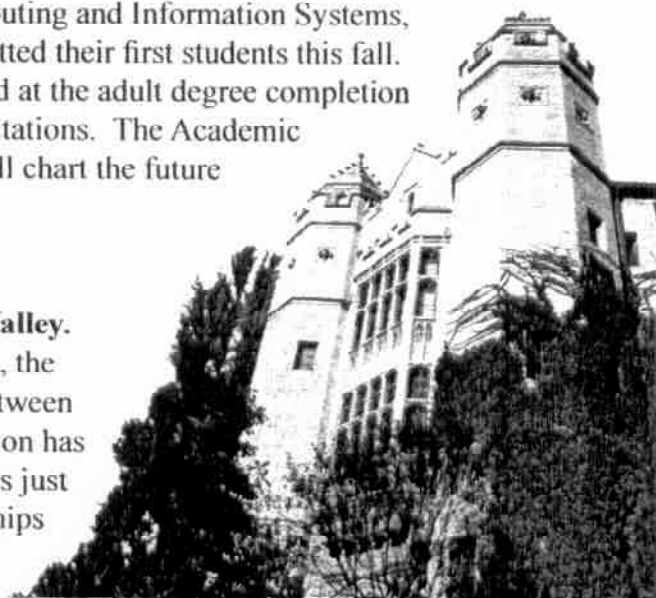 uting and Information Systems,
tted their first students this fall.
d at the adult degree completion
tations. The Academic
ll chart the future
alley.
, the
tween
on has
s just
hips